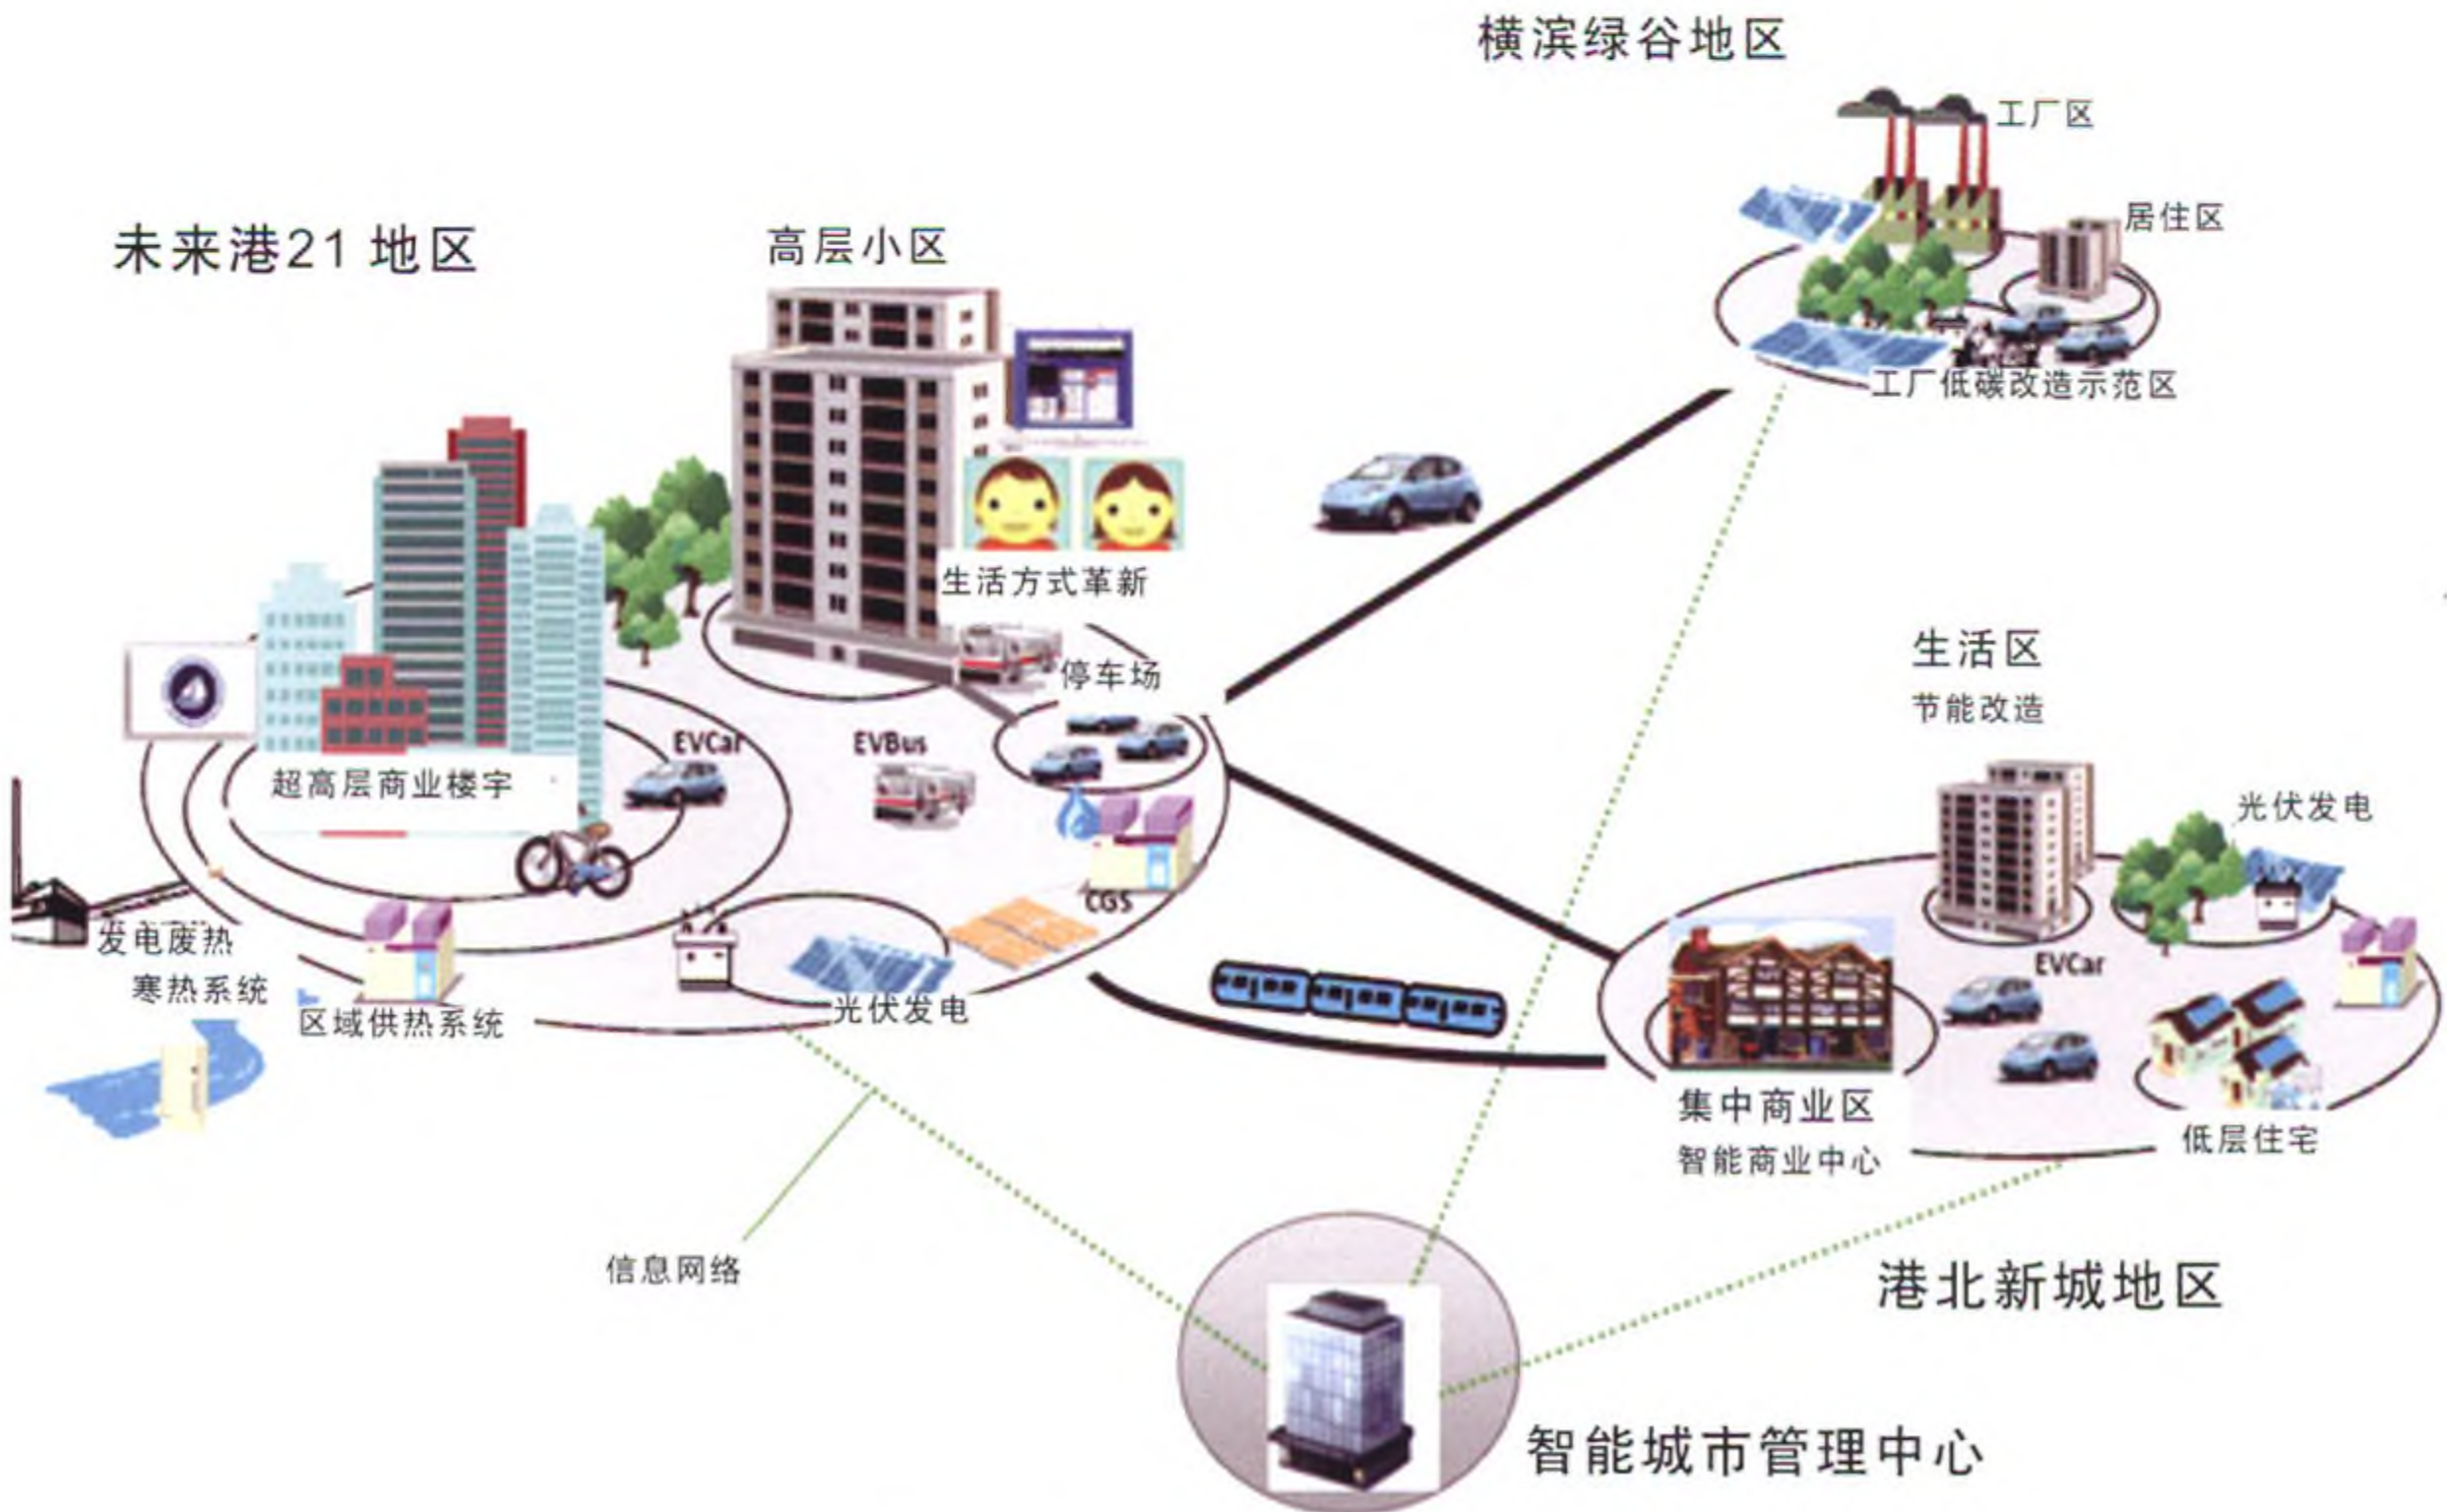 横滨绿谷地区
工厂区
居住区
工厂低碳改造示范区
未来港21 地区
高层小区
生活方式革新
停车场
EVCar
EVBus
超高层商业楼宇
CGS
发电废热
寒热系统
区域供热系统
光伏发电
生活区
节能改造
光伏发电
EVCar
集中商业区
智能商业中心
低层住宅
信息网络
港北新城地区
智能城市管理中心